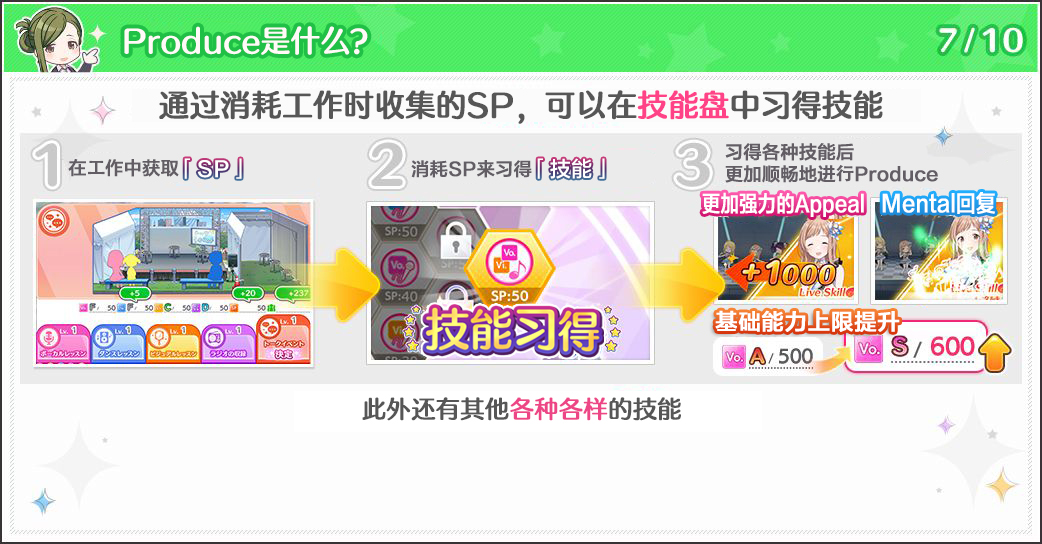 Produce是什么?
7/10
通过消耗工作时收集的SP，可以在技能盘中习得技能
1 在工作中获取「SP」
+5
+20
+237
Lv.1 Lv.1 Lv.1 Lv.1 Lv.1
ボーカルレッスン ダンスレッスン ビジュアルレッスン ラジオの収録 トークイベント
決定
2 消耗SP来习得「技能」
SP:50
SP:40
Vo.
Vi.
SP:50
技能习得
3 习得各种技能后
更加顺畅地进行Produce
更加强力的Appeal
+1000
Live Skill
Mental回复
基础能力上限提升
Vo. A / 500
Vo. S / 600
此外还有其他各种各样的技能